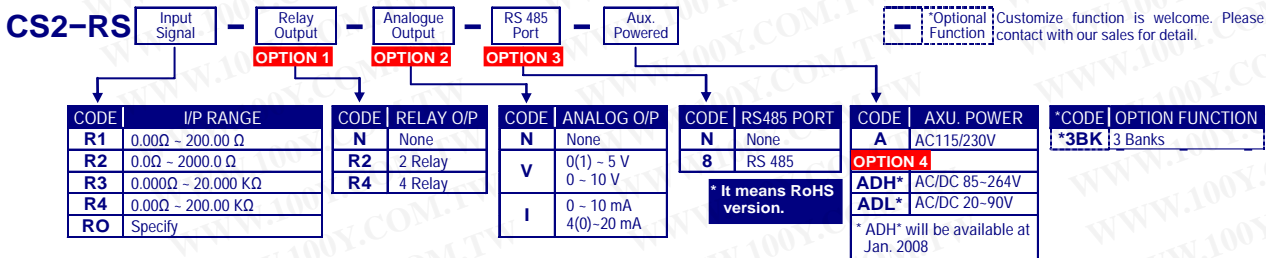 CS2-RS Input Signal - Relay Output - Analogue Output - RS 485 Port - Aux. Powered - *Optional Function Customize function is welcome. Please contact with our sales for detail.
OPTION 1 OPTION 2 OPTION 3
CODE I/P RANGE
R1 0.00Ω ~ 200.00 Ω
R2 0.0Ω ~ 2000.0 Ω
R3 0.000Ω ~ 20.000 KΩ
R4 0.00Ω ~ 200.00 KΩ
RO Specify
CODE RELAY O/P
N None
R2 2 Relay
R4 4 Relay
CODE ANALOG O/P
N None
V 0(1) ~ 5 V
0 ~ 10 V
I 0 ~ 10 mA
4(0)~20 mA
CODE RS485 PORT
N None
8 RS 485
* It means RoHS
version.
CODE AXU. POWER
A AC115/230V
OPTION 4
ADH* AC/DC 85~264V
ADL* AC/DC 20~90V
* ADH* will be available at
Jan. 2008
*CODE OPTION FUNCTION
*3BK 3 Banks
WWW.100Y.COM.TW